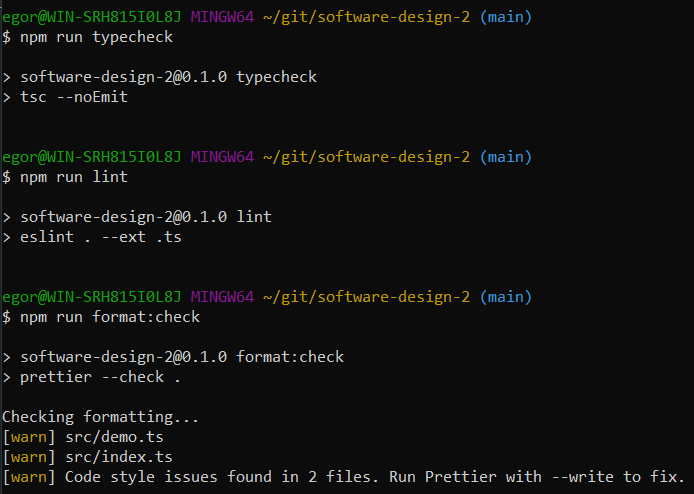 egor@WIN-SRH815I0L8J MINGW64 ~/git/software-design-2 (main)
$ npm run typecheck
> software-design-2@0.1.0 typecheck
> tsc --noEmit
egor@WIN-SRH815I0L8J MINGW64 ~/git/software-design-2 (main)
$ npm run lint
> software-design-2@0.1.0 lint
> eslint . --ext .ts
egor@WIN-SRH815I0L8J MINGW64 ~/git/software-design-2 (main)
$ npm run format:check
> software-design-2@0.1.0 format:check
> prettier --check .
Checking formatting...
[warn] src/demo.ts
[warn] src/index.ts
[warn] Code style issues found in 2 files. Run Prettier with --write to fix.